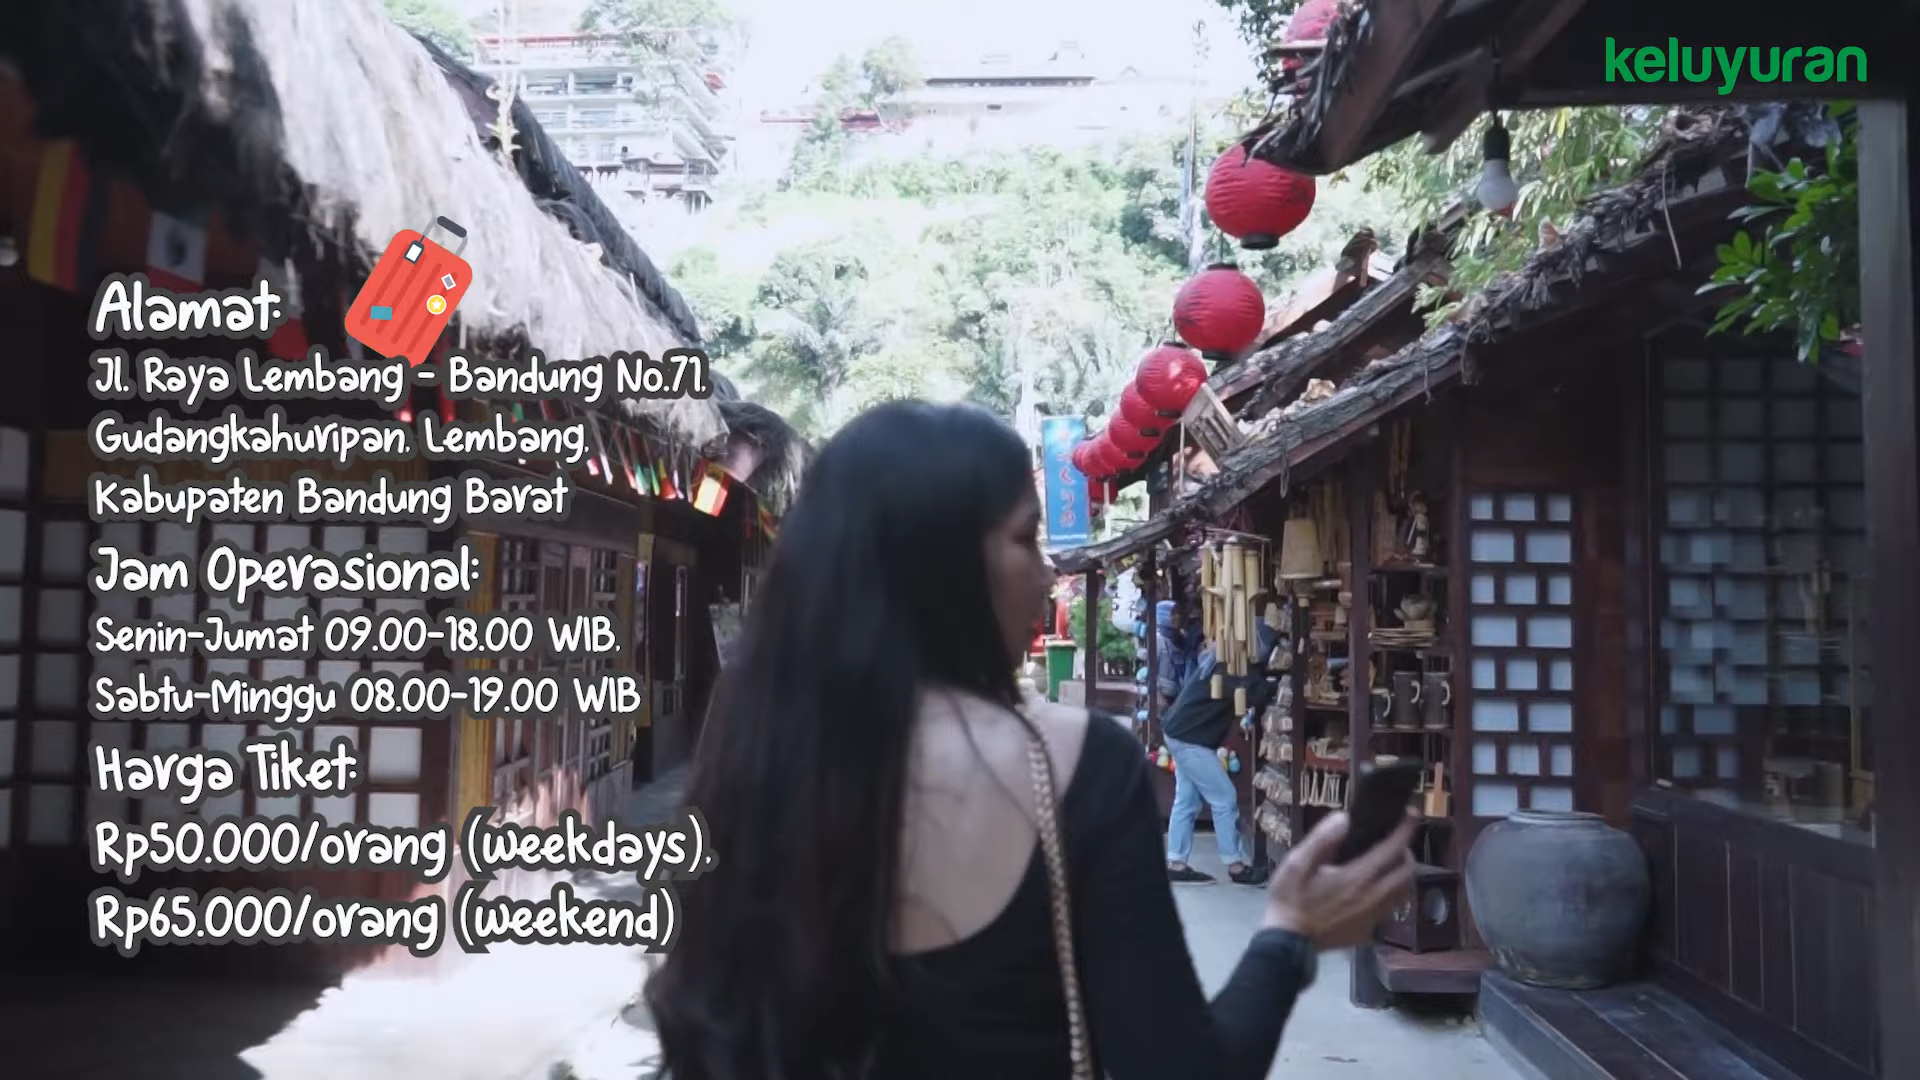 keluyuran
Alamat:
Jl. Raya Lembang - Bandung No.71,
Gudangkahuripan, Lembang,
Kabupaten Bandung Barat
Jam Operasional:
Senin-Jumat 09.00-18.00 WIB,
Sabtu-Minggu 08.00-19.00 WIB
Harga Tiket:
Rp50.000/orang (weekdays),
Rp65.000/orang (weekend)